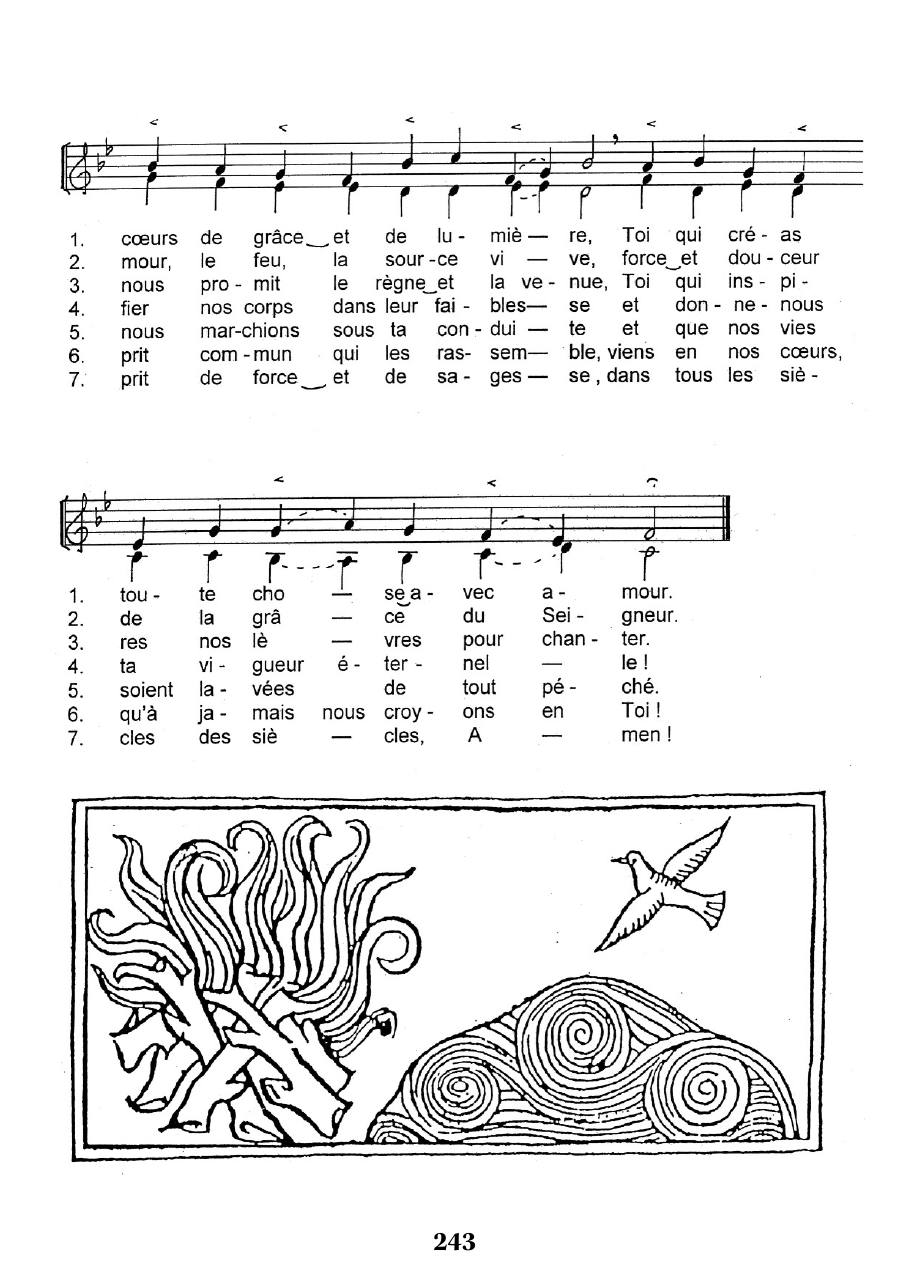 1. cœurs de grâce et de lu - miè — re, Toi qui cré - as
2. mour, le feu, la sour - ce vi — ve, force et dou - ceur
3. nous pro - mit le règne et la ve - nue, Toi qui ins - pi -
4. fier nos corps dans leur fai - bles — se et don - ne - nous
5. nous mar-chions sous ta con - dui - te et que nos vies
6. prit com - mun qui les ras - sem — ble, viens en nos cœurs,
7. prit de force et de sa - ges — se , dans tous les siè -
1. tou - te cho — se a - vec a - mour.
2. de la grâ — ce du Sei - gneur.
3. res nos lè — vres pour chan - ter.
4. ta vi - gueur é - ter - nel — le !
5. soient la - vées de tout pé - ché.
6. qu'à ja - mais nous croy - ons en Toi !
7. cles des siè — cles, A — men !
243